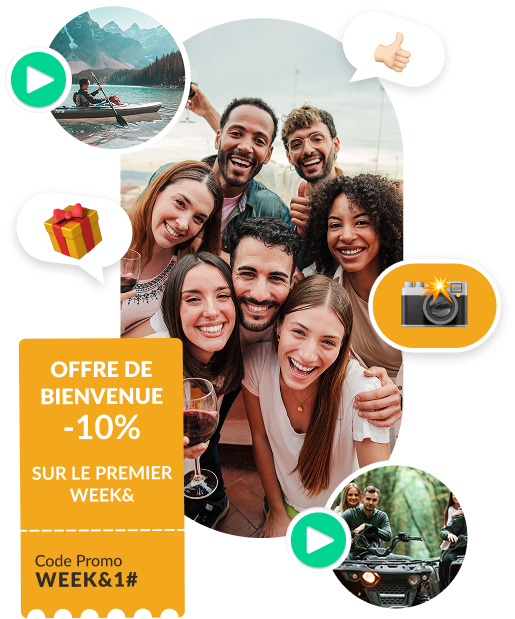 OFFRE DE
BIENVENUE
-10%
SUR LE PREMIER
WEEK&
Code Promo
WEEK&1#